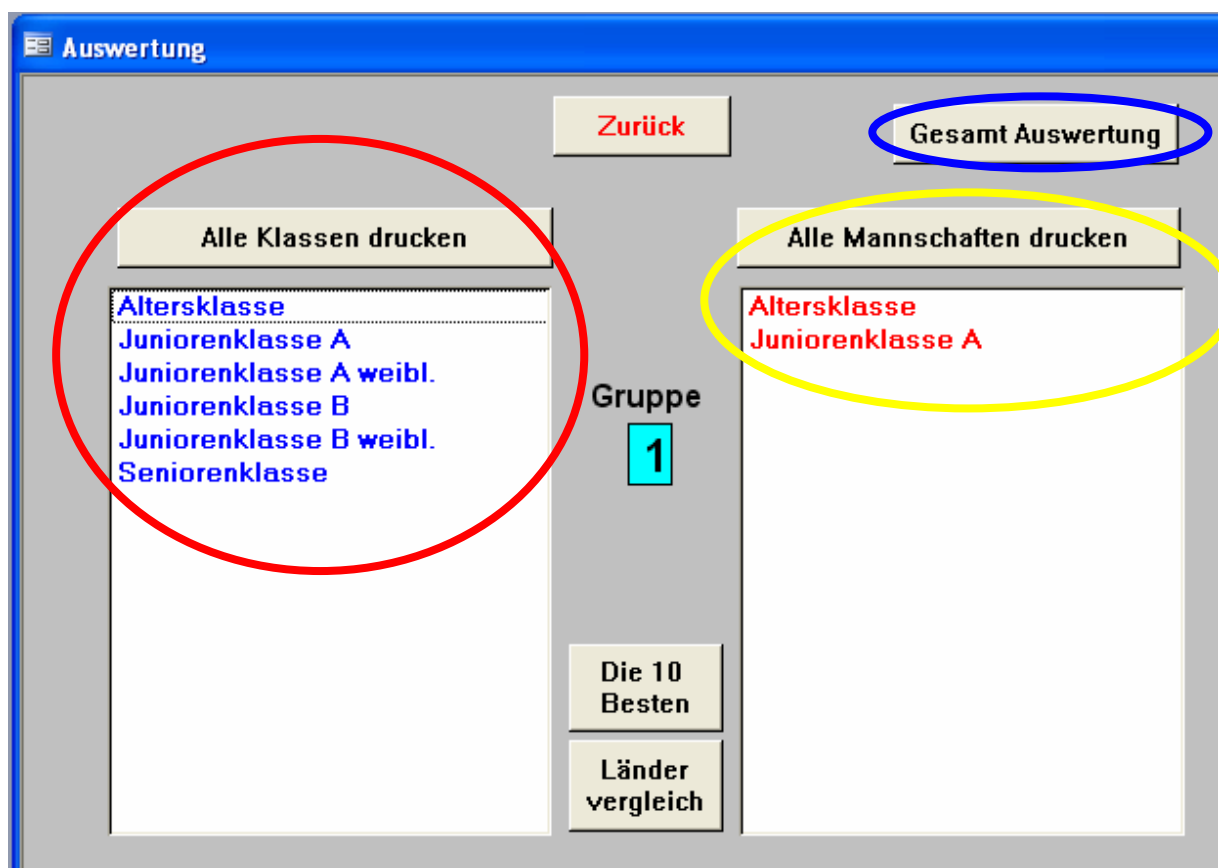 Auswertung
Zurück
Gesamt Auswertung
Alle Klassen drucken
Alle Mannschaften drucken
Altersklasse
Juniorenklasse A
Juniorenklasse A weibl.
Juniorenklasse B
Juniorenklasse B weibl.
Seniorenklasse
Gruppe
1
Altersklasse
Juniorenklasse A
Die 10
Besten
Länder
vergleich